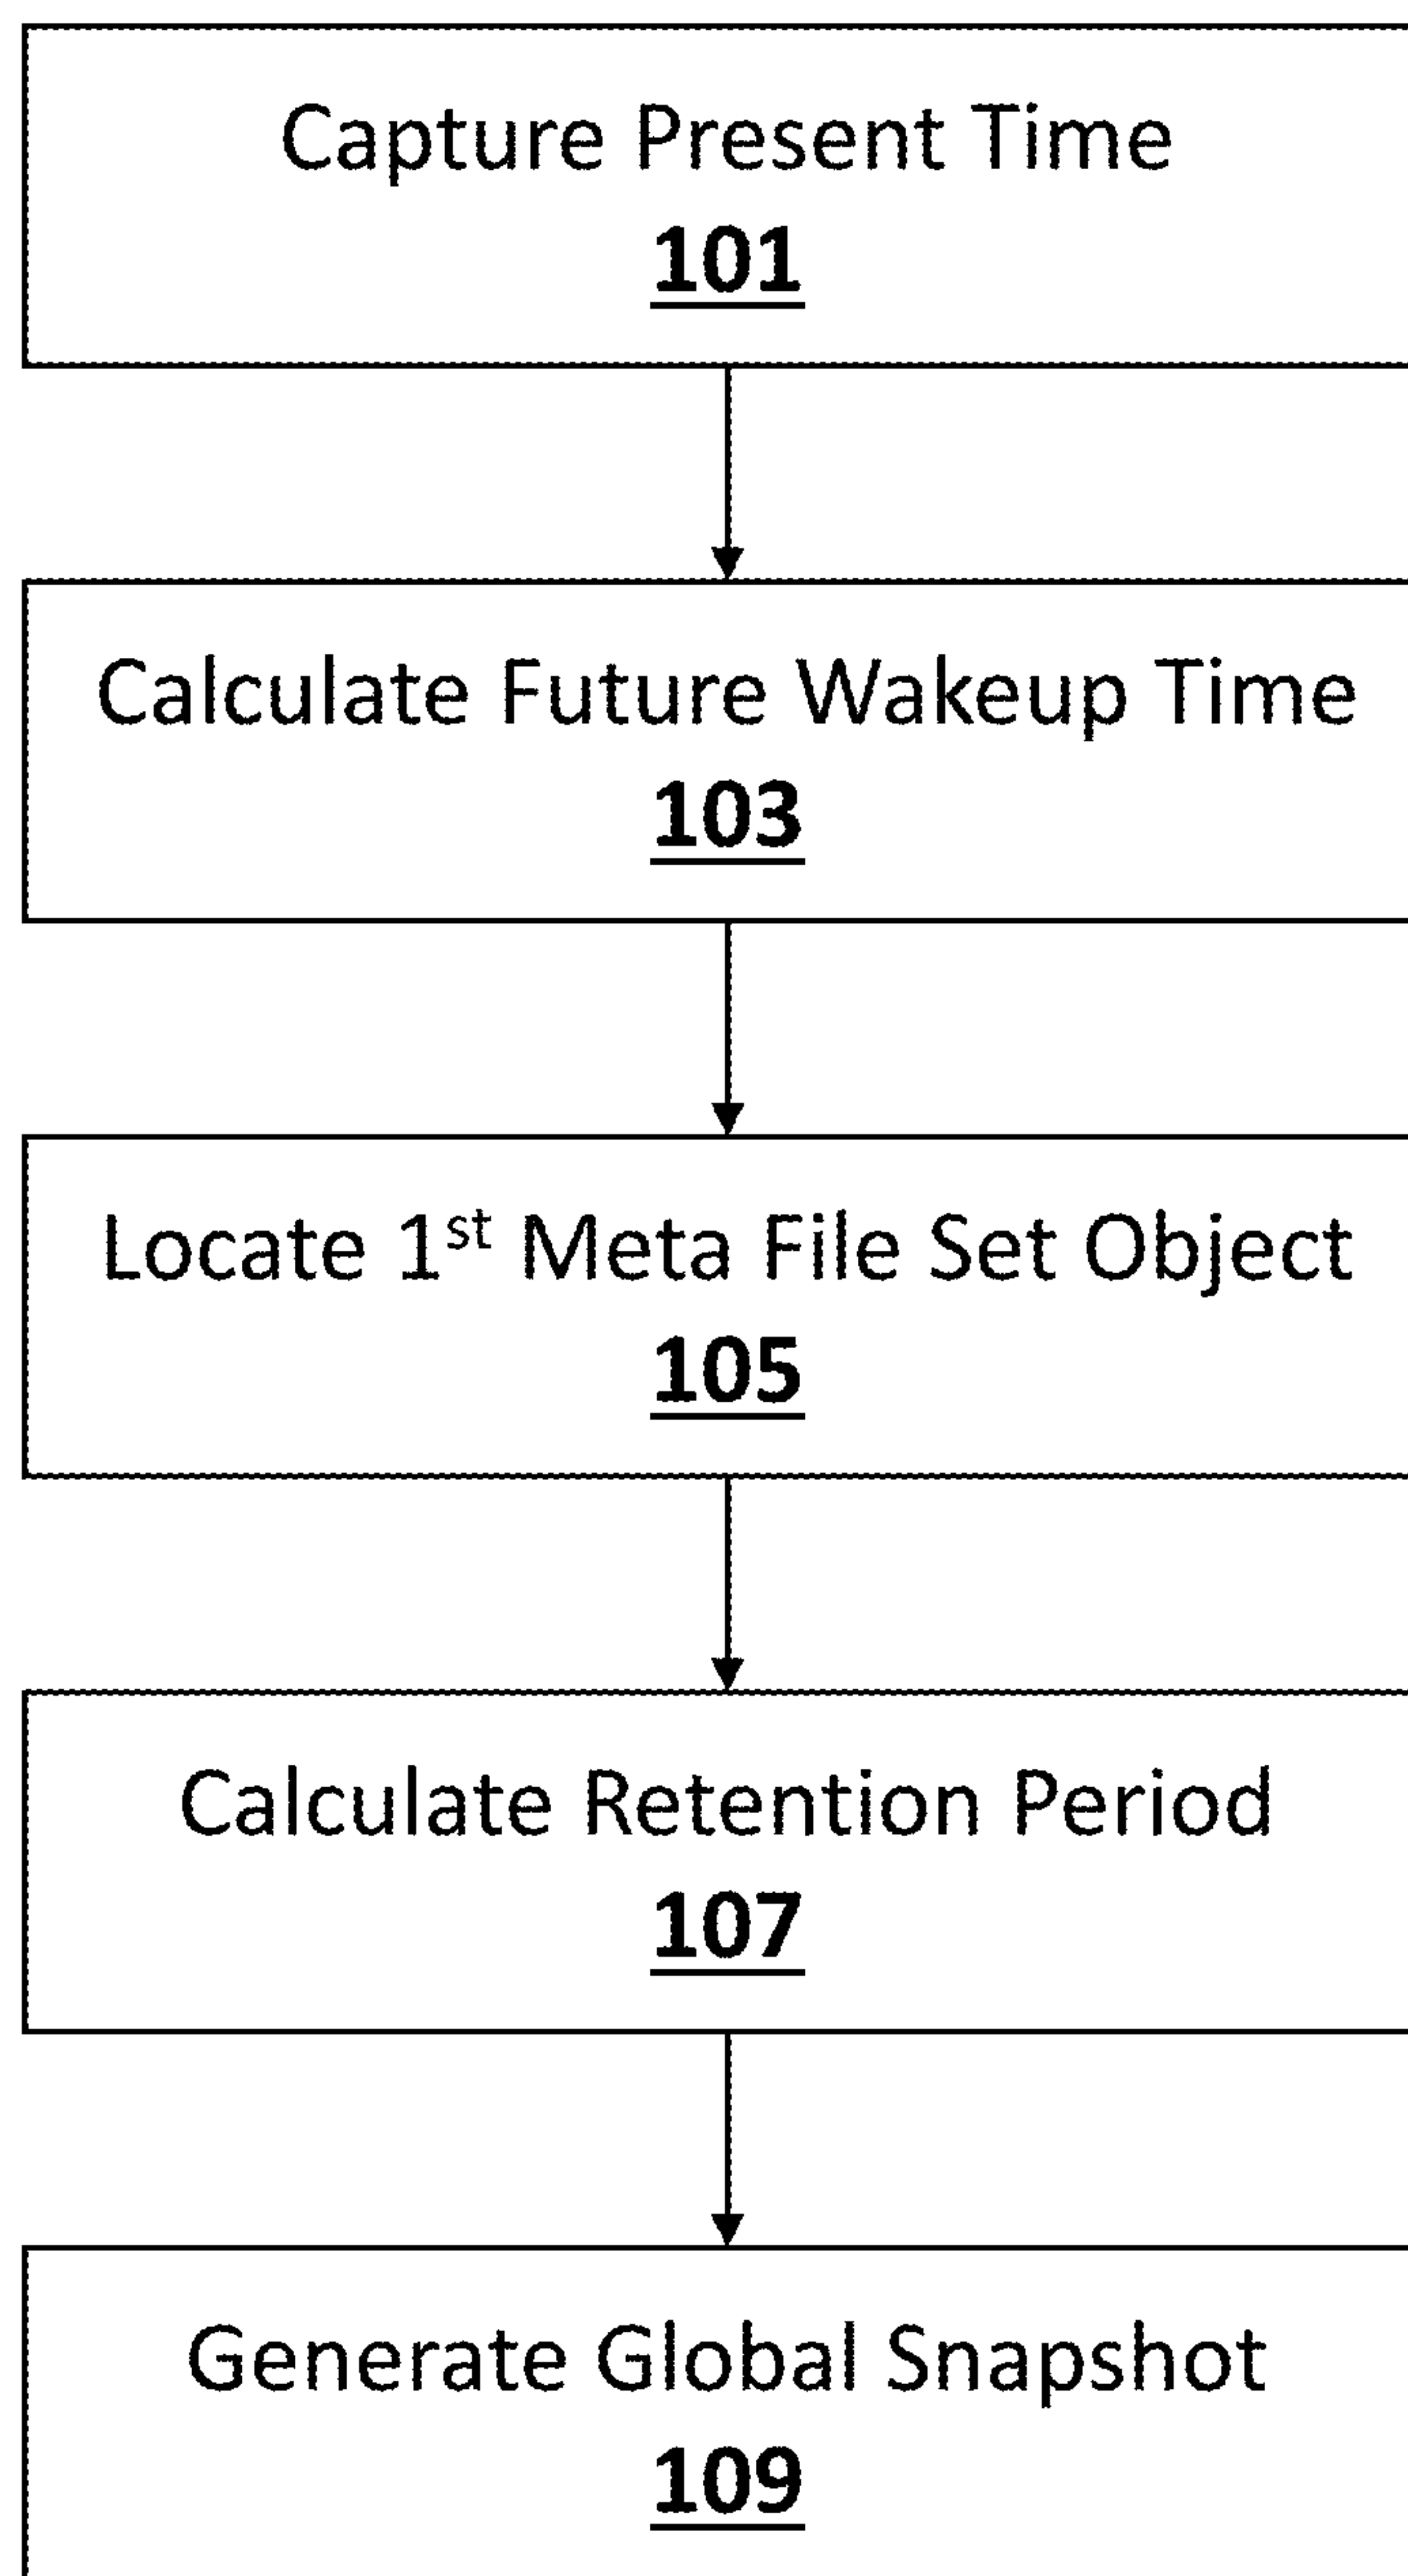 Capture Present Time
101
Calculate Future Wakeup Time
103
Locate 1st Meta File Set Object
105
Calculate Retention Period
107
Generate Global Snapshot
109